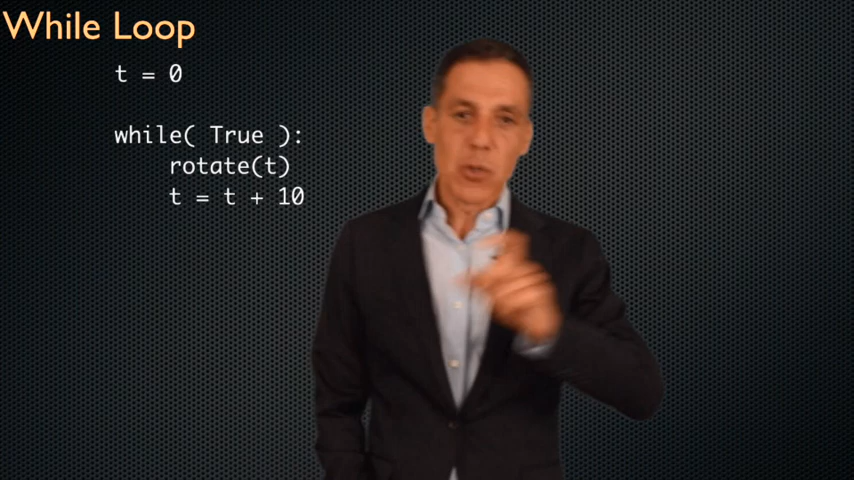 While Loop
t = 0
while( True ):
rotate(t)
t = t + 10